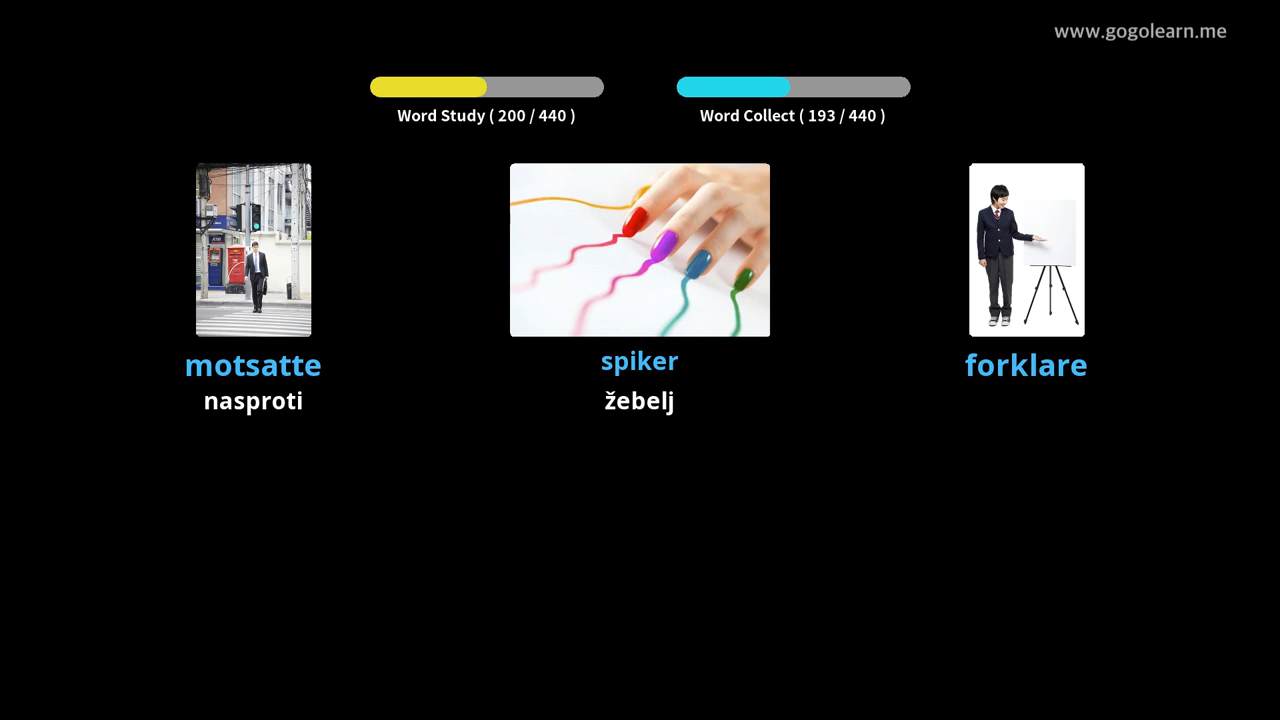 www.gogolearn.me
Word Study ( 200 / 440 )
Word Collect ( 193 / 440 )
motsatte
nasproti
spiker
žebelj
forklare